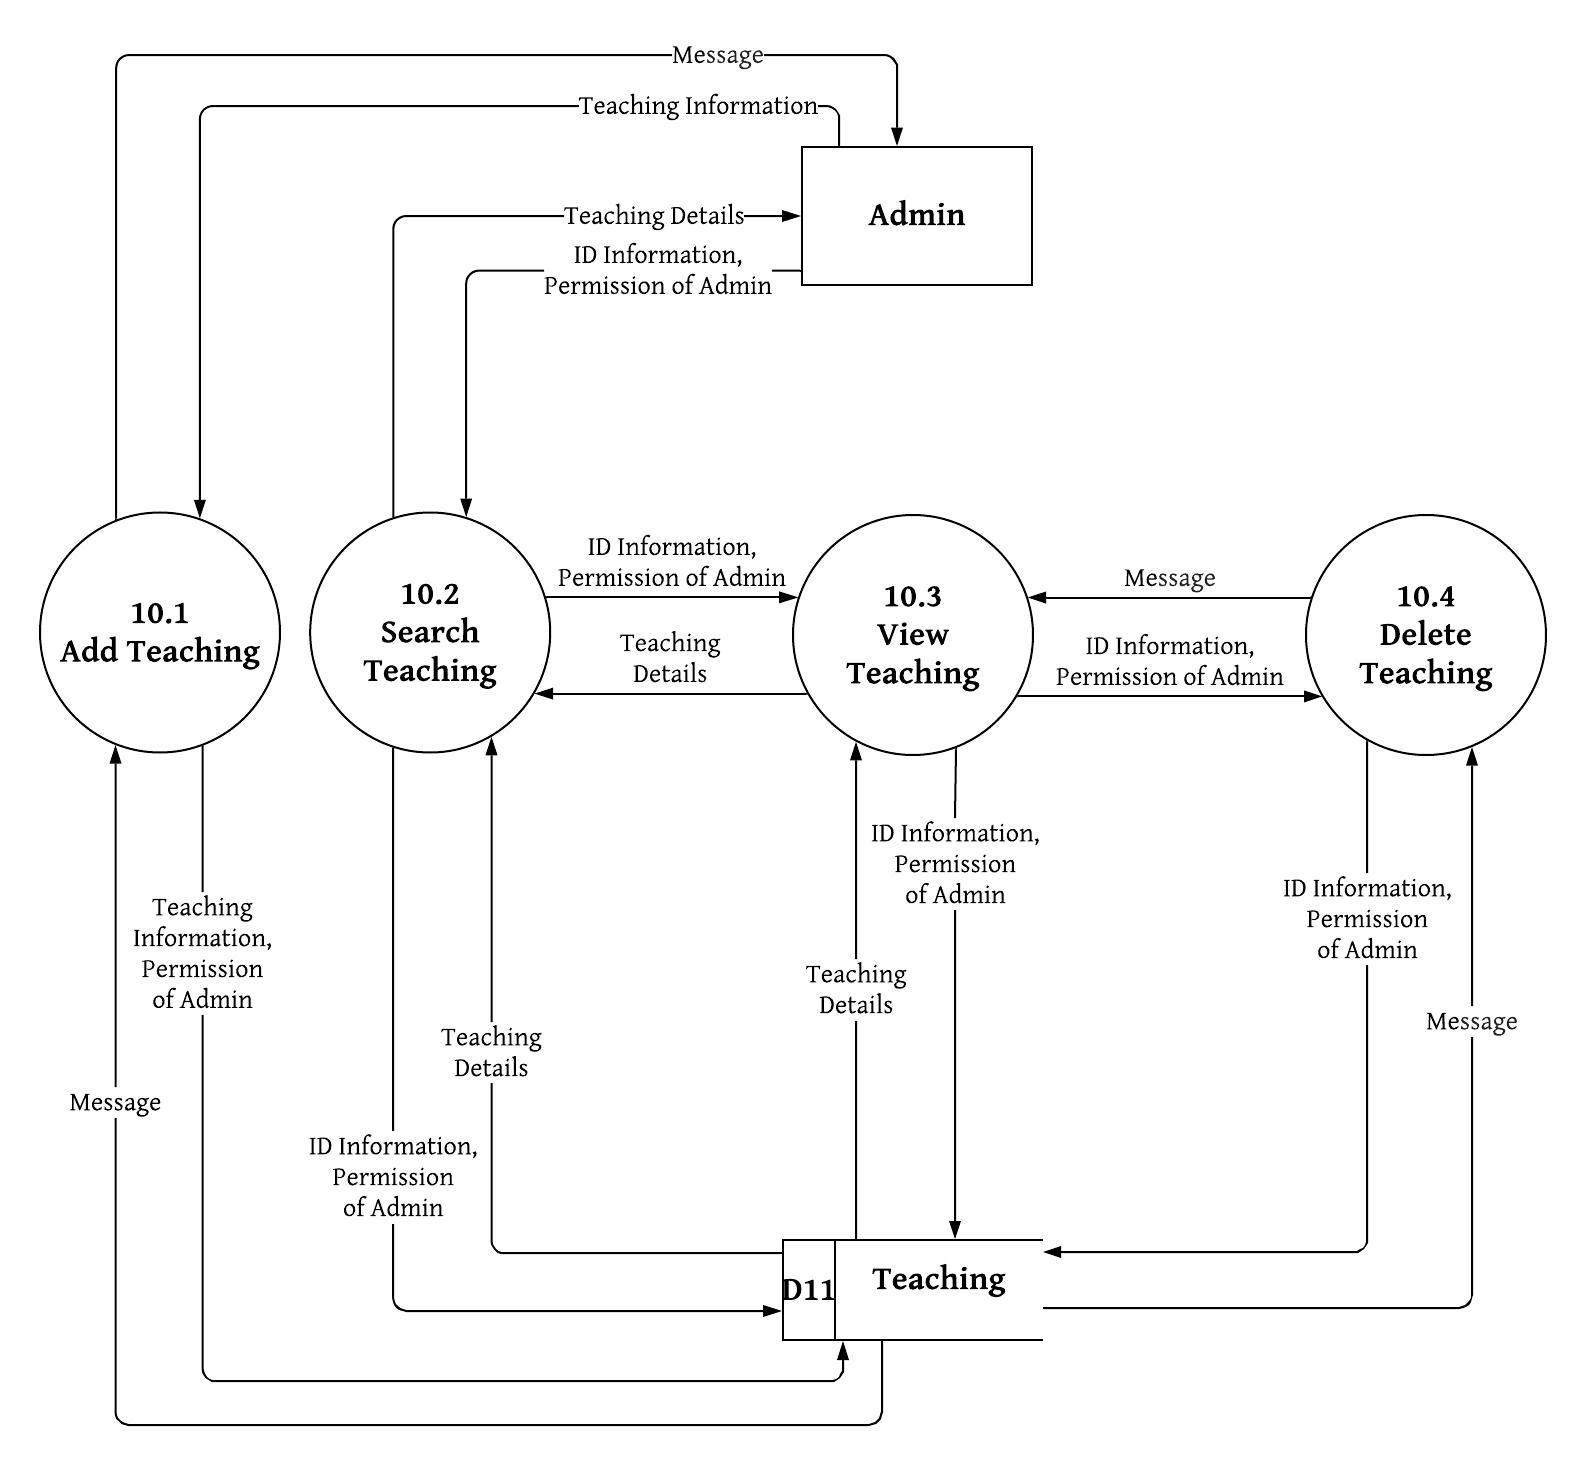 Message
Teaching Information
Admin
Teaching Details
ID Information,
Permission of Admin
10.1
Add Teaching
10.2
Search
Teaching
ID Information,
Permission of Admin
Teaching
Details
10.3
View
Teaching
Message
ID Information,
Permission of Admin
10.4
Delete
Teaching
Teaching
Information,
Permission
of Admin
Message
ID Information,
Permission
of Admin
Teaching
Details
Teaching
Details
ID Information,
Permission
of Admin
ID Information,
Permission
of Admin
Message
D11
Teaching